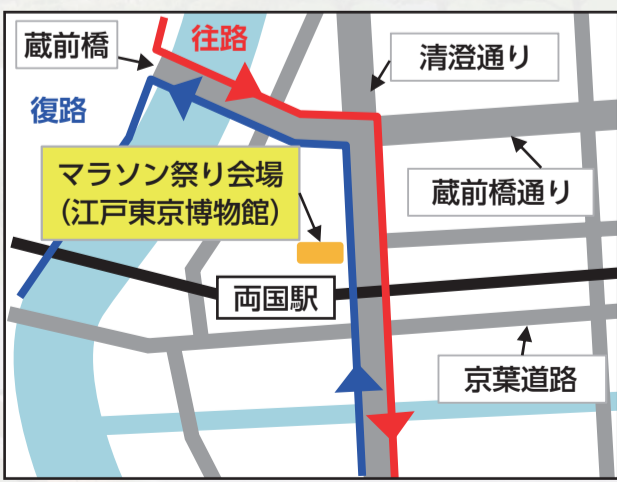 蔵前橋
往路
清澄通り
復路
マラソン祭り会場
(江戸東京博物館)
蔵前橋通り
両国駅
京葉道路